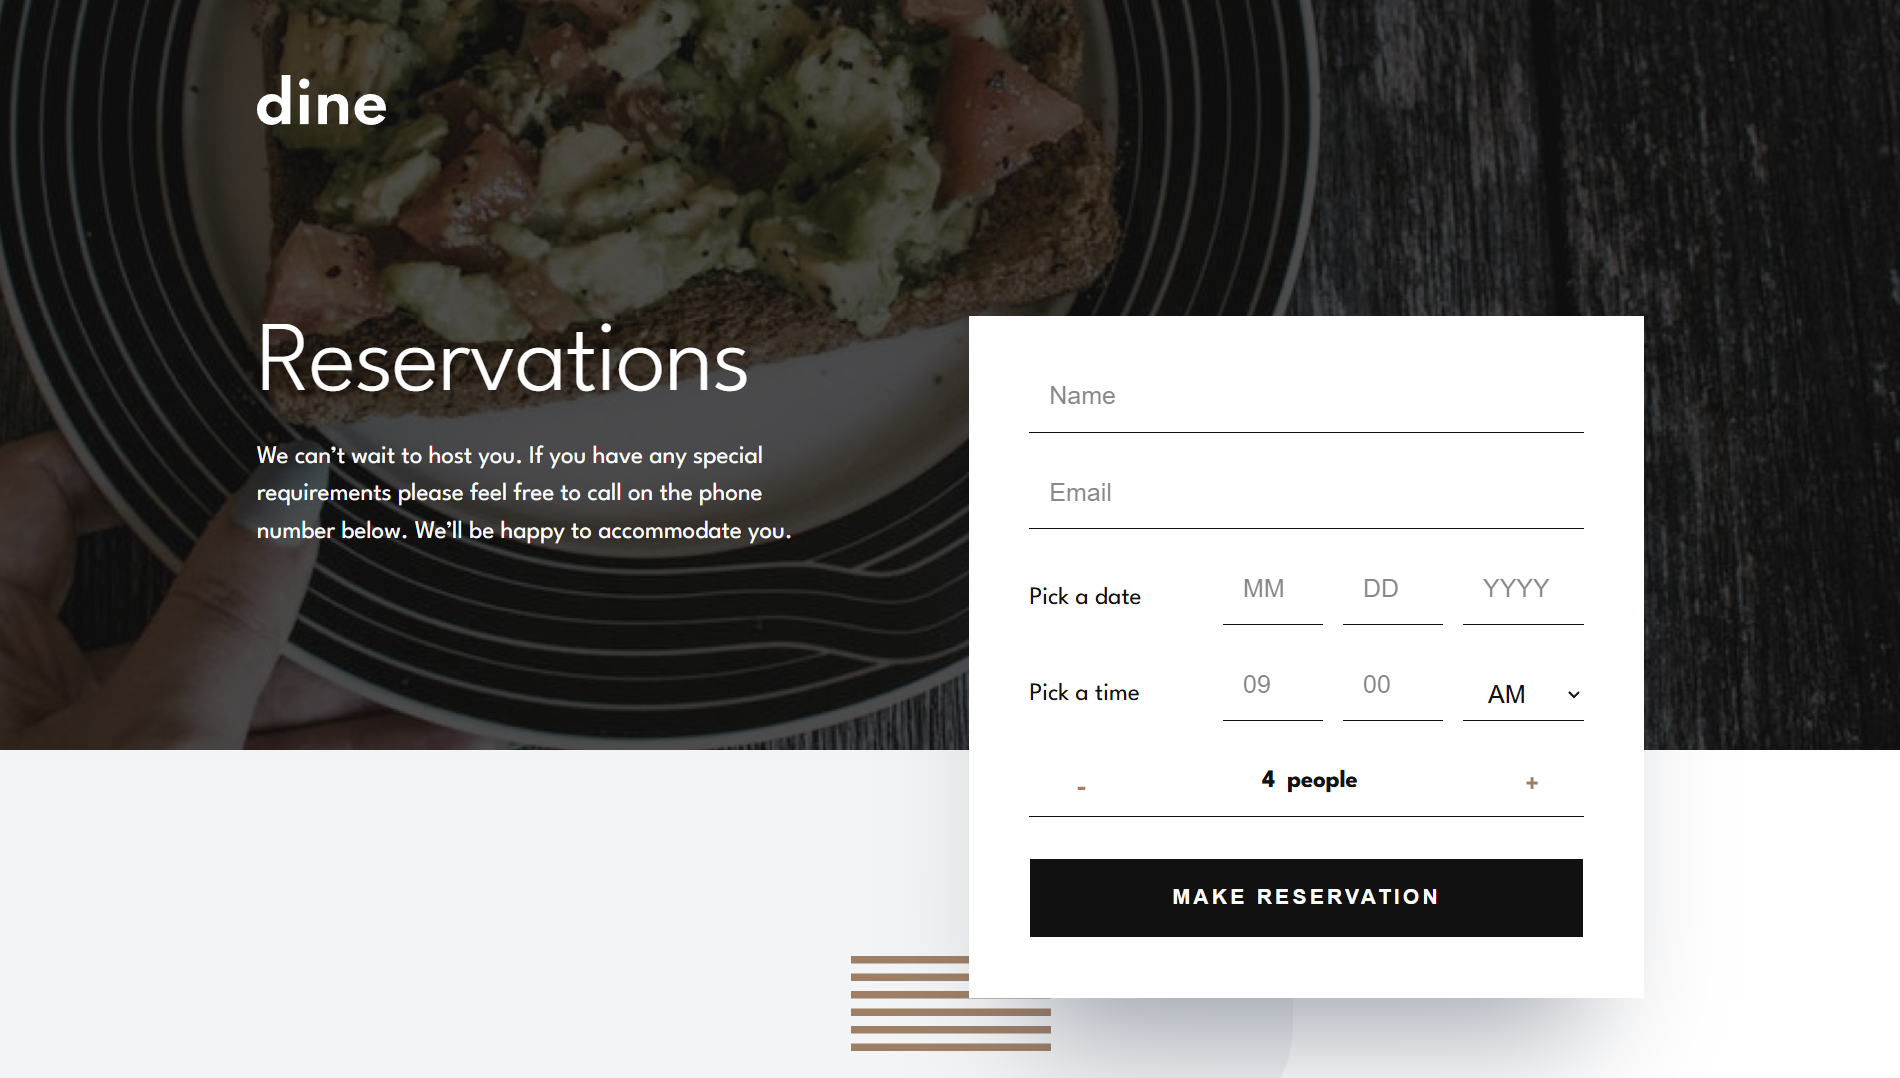 dine
Reservations
We can’t wait to host you. If you have any special
requirements please feel free to call on the phone
number below. We’ll be happy to accommodate you.
Name
Email
Pick a date MM DD YYYY
Pick a time 09 00 AM
- 4 people +
MAKE RESERVATION